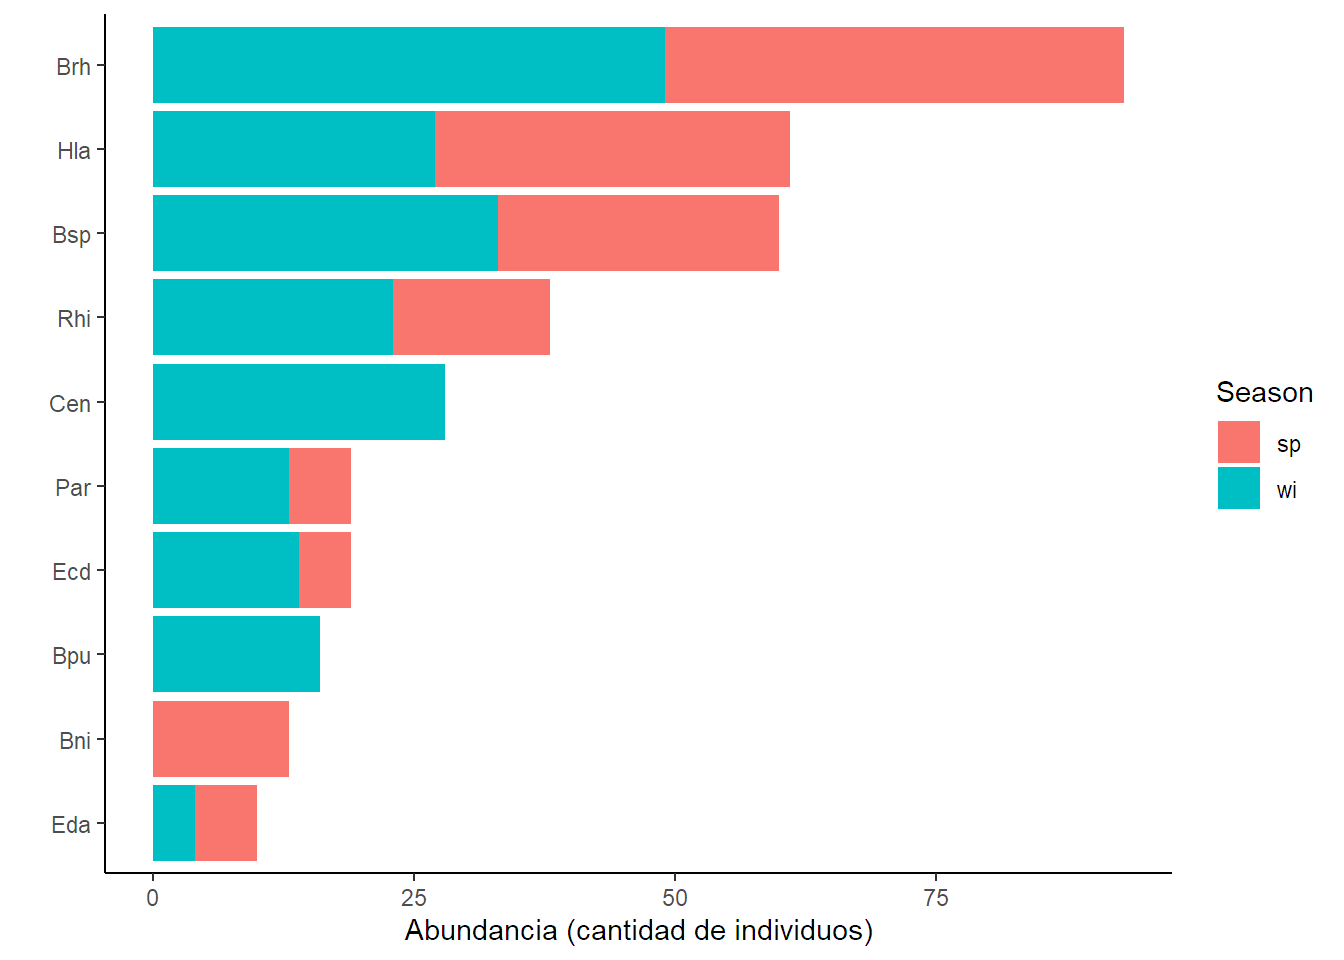 Brh
Hla
Bsp
Rhi
Cen
Par
Ecd
Bpu
Bni
Eda
0 25 50 75
Abundancia (cantidad de individuos)
Season
sp
wi